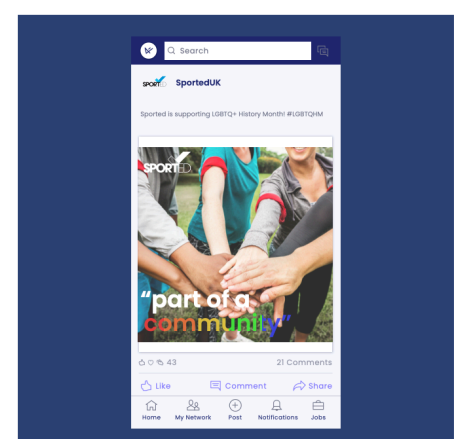 Search
SPORTED SportedUK
Sported is supporting LGBTQ+ History Month! #LGBTQHM
SPORTED
“part of a
community”
43 21 Comments
Like Comment Share
Home My Network Post Notifications Jobs